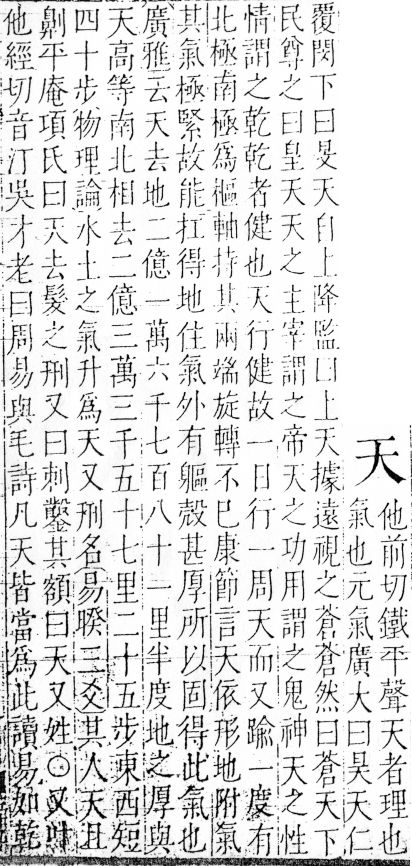 天
他前切鐵平聲天者理也
氣也元氣廣大曰昊天仁
覆閔下曰旻天自上降監曰上天據遠視之蒼蒼然曰蒼天下
民尊之曰皇天天之主宰謂之帝天之功用謂之鬼神天之性
情謂之乾乾者健也天行健故一日行一周天而又踰一度有
北極南極爲樞軸持其兩端旋轉不已康節言天依形地附氣
其氣極緊故能扛得地住氣外有軀殻甚厚所以固得此氣也
廣雅云天去地二億一萬六千七百八十一里半度地之厚與
天高等南北相去二億三萬三千五十七里二十五步東西短
四十步物理論水土之氣升爲天又刑名易睽三爻其人天且
劓平庵項氏曰天去髮之刑又曰刺鑿其額曰天又姓○又叶
他經切音汀吳才老曰周易與毛詩凡天皆當爲此讀易如乾